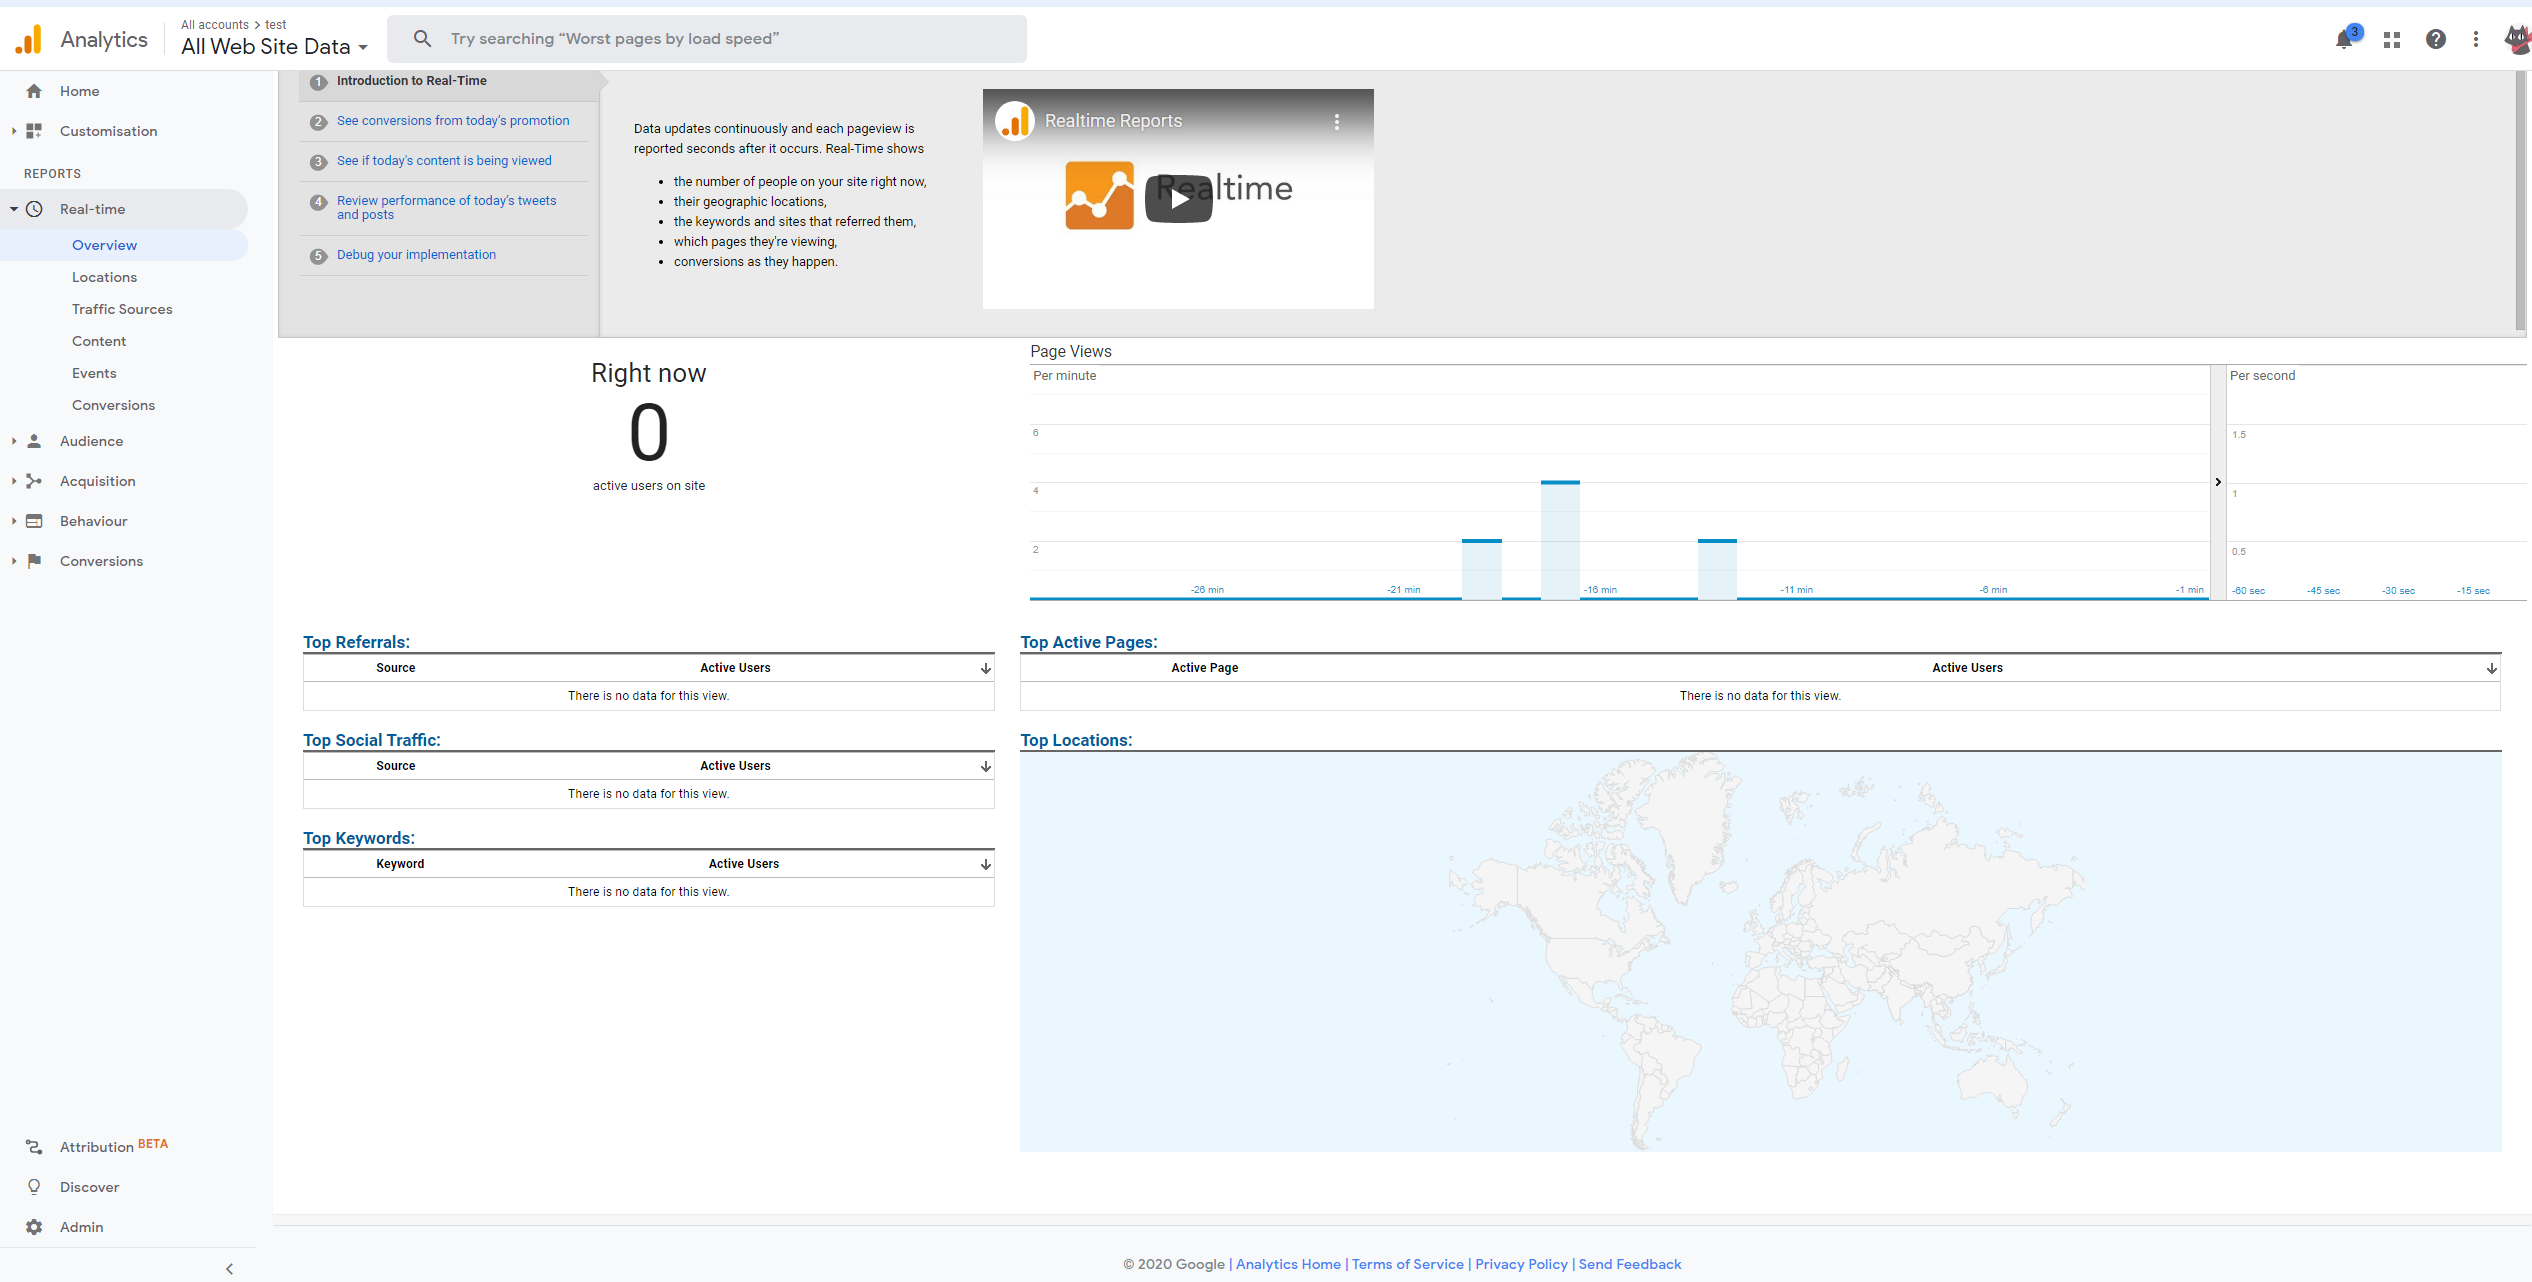 Analytics
All accounts > test
All Web Site Data
Try searching “Worst pages by load speed”
3
Home
Customisation
REPORTS
Real-time
Overview
Locations
Traffic Sources
Content
Events
Conversions
Audience
Acquisition
Behaviour
Conversions
Attribution BETA
Discover
Admin
1 Introduction to Real-Time
2 See conversions from today's promotion
3 See if today's content is being viewed
4 Review performance of today's tweets
and posts
5 Debug your implementation
Data updates continuously and each pageview is
reported seconds after it occurs. Real-Time shows
• the number of people on your site right now,
• their geographic locations,
• the keywords and sites that referred them,
• which pages they're viewing,
• conversions as they happen.
Realtime Reports
Realtime
Right now
0
active users on site
Page Views
Per minute
6
4
2
-26 min -21 min -16 min -11 min -6 min -1 min
Per second
1.5
1
0.5
-60 sec -45 sec -30 sec -15 sec
Top Referrals:
Source Active Users
There is no data for this view.
Top Social Traffic:
Source Active Users
There is no data for this view.
Top Keywords:
Keyword Active Users
There is no data for this view.
Top Active Pages:
Active Page Active Users
There is no data for this view.
Top Locations:
© 2020 Google | Analytics Home | Terms of Service | Privacy Policy | Send Feedback